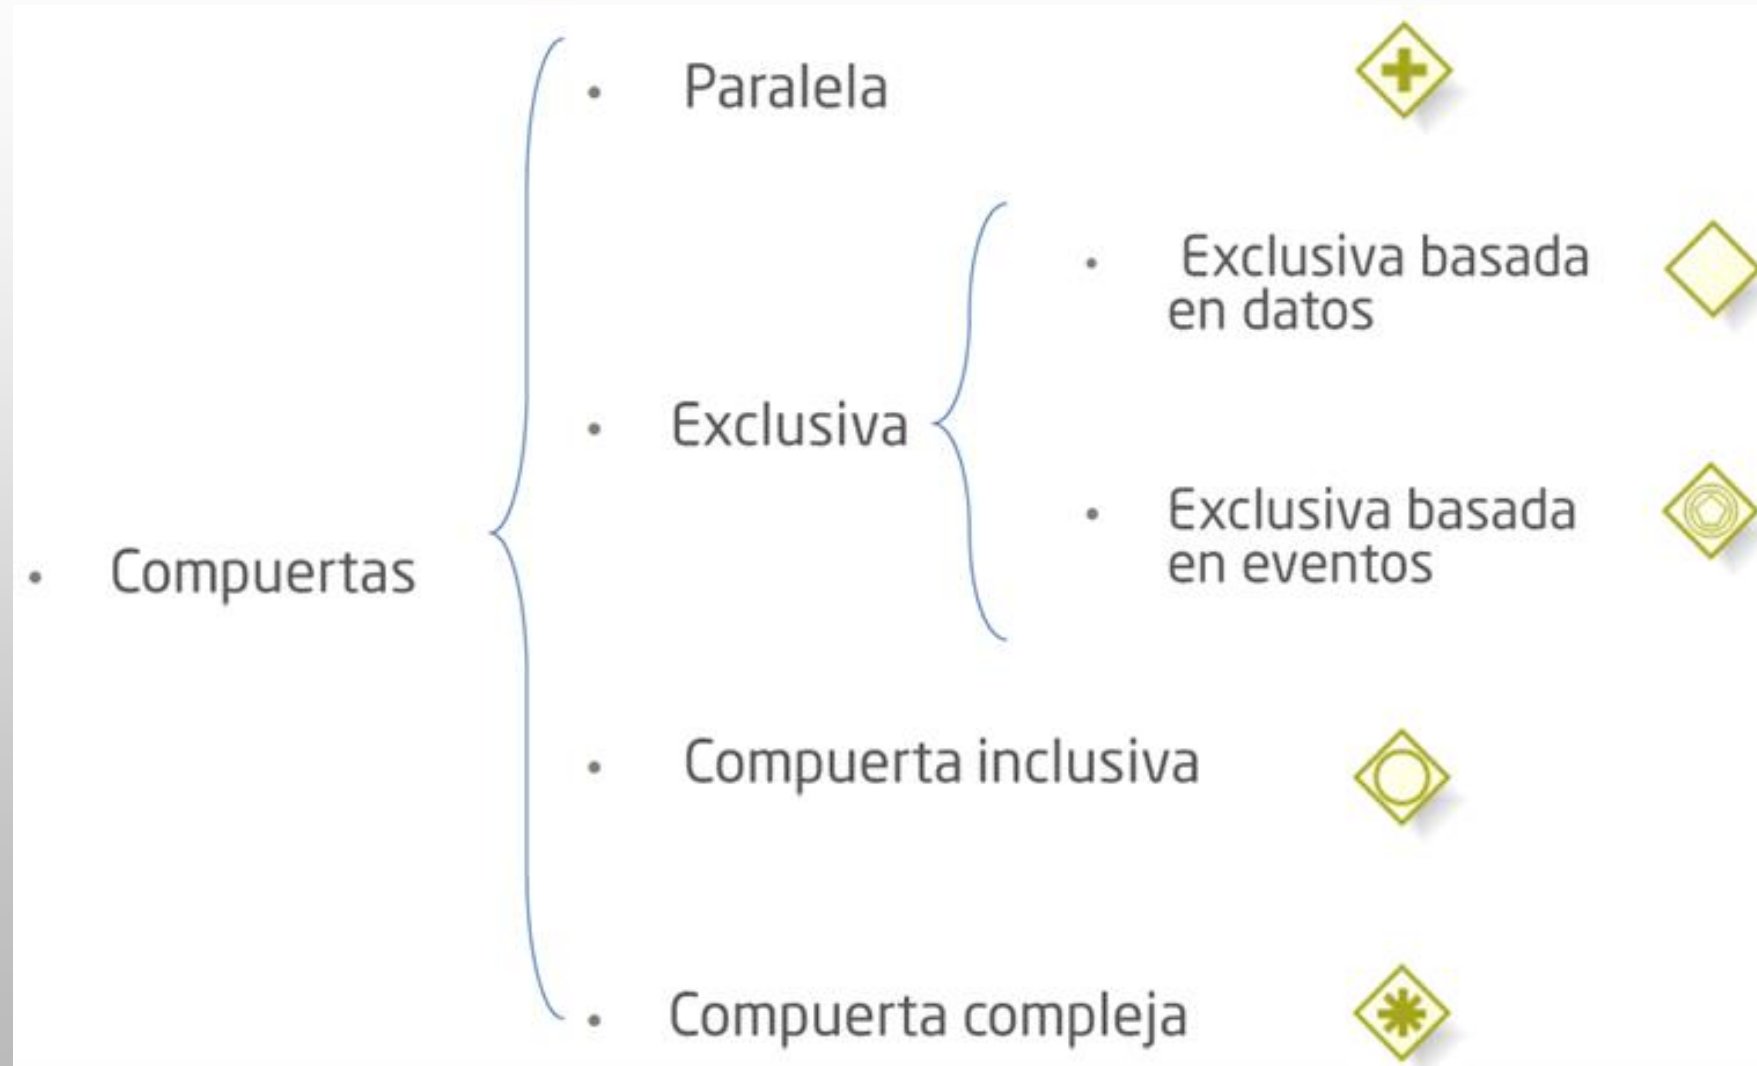 Paralela
Exclusiva basada
en datos
Exclusiva
Exclusiva basada
en eventos
Compuertas
Compuerta inclusiva
Compuerta compleja